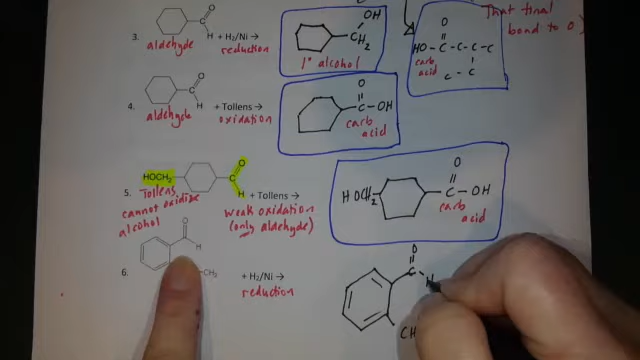 That final
bond to O
O
OH
C
H + H₂/Ni →
CH₂
O
3.
aldehyde
reduction
1° alcohol
HO-C-C-C-C
carb
acid
C
C-C
O
C
H
4.
+ Tollens →
O
C-OH
aldehyde
oxidation
carb
acid
O
HOCH₂
C
H
5.
Tollens
+ Tollens →
cannot oxidize
alcohol
weak oxidation
(only aldehyde)
O
HOCH₂
C-OH
carb
acid
O
H
6.
CH₃
+ H₂/Ni →
reduction
O
C
H
CH